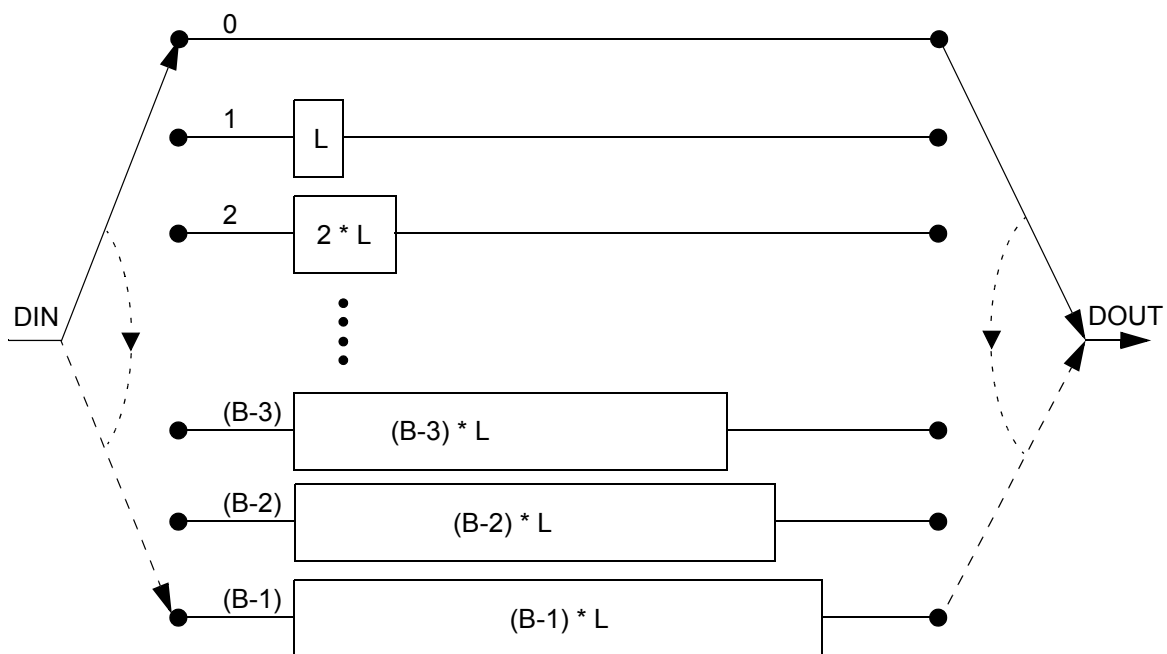 0
1
L
2
2 * L
DIN
DOUT
(B-3)
(B-3) * L
(B-2)
(B-2) * L
(B-1)
(B-1) * L